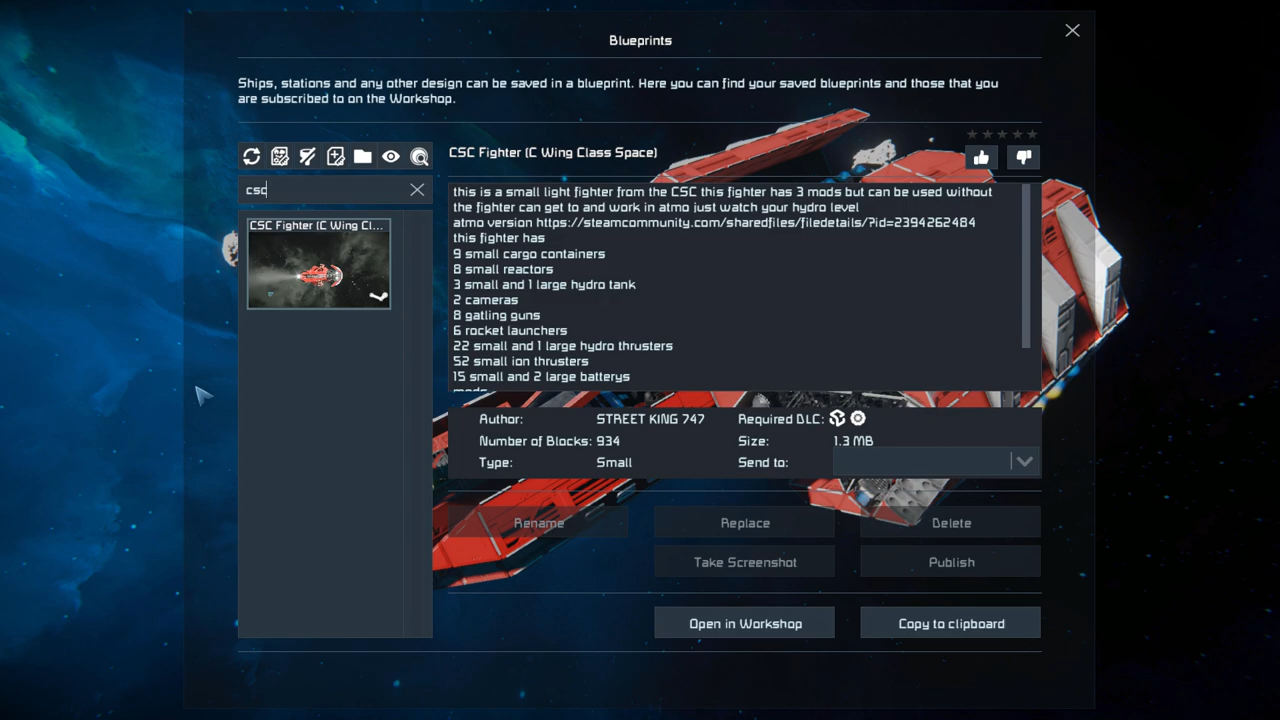 Blueprints
Ships, stations and any other design can be saved in a blueprint. Here you can find your saved blueprints and those that you
are subscribed to on the Workshop.
CSC Fighter (C Wing Class Space)
csc
CSC Fighter (C Wing Cl...
this is a small light fighter from the CSC this fighter has 3 mods but can be used without
the fighter can get to and work in atmo just watch your hydro level
atmo version https://steamcommunity.com/sharedfiles/filedetails/?id=2394262484
this fighter has
9 small cargo containers
8 small reactors
3 small and 1 large hydro tank
2 cameras
8 gatling guns
6 rocket launchers
22 small and 1 large hydro thrusters
52 small ion thrusters
15 small and 2 large batterys
mods
Author: STREET KING 747 Required DLC:
Number of Blocks: 934 Size: 1.3 MB
Type: Small Send to:
Rename Replace Delete
Take Screenshot Publish
Open in Workshop Copy to clipboard